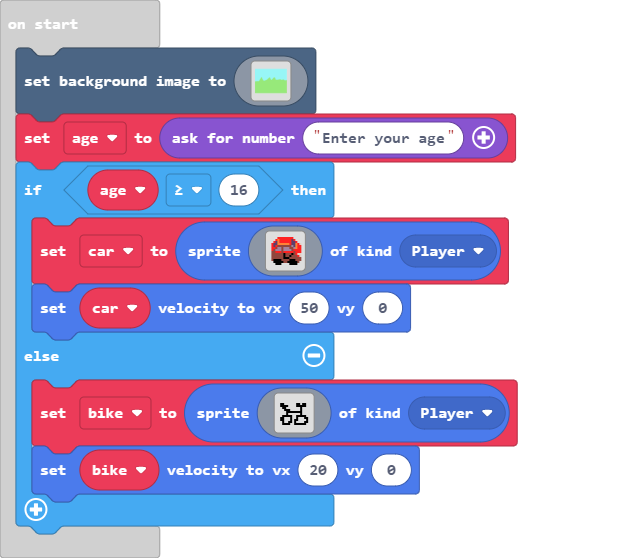 on start
set background image to
set age to ask for number "Enter your age"
if age ≥ 16 then
set car to sprite of kind Player
set car velocity to vx 50 vy 0
else
set bike to sprite of kind Player
set bike velocity to vx 20 vy 0